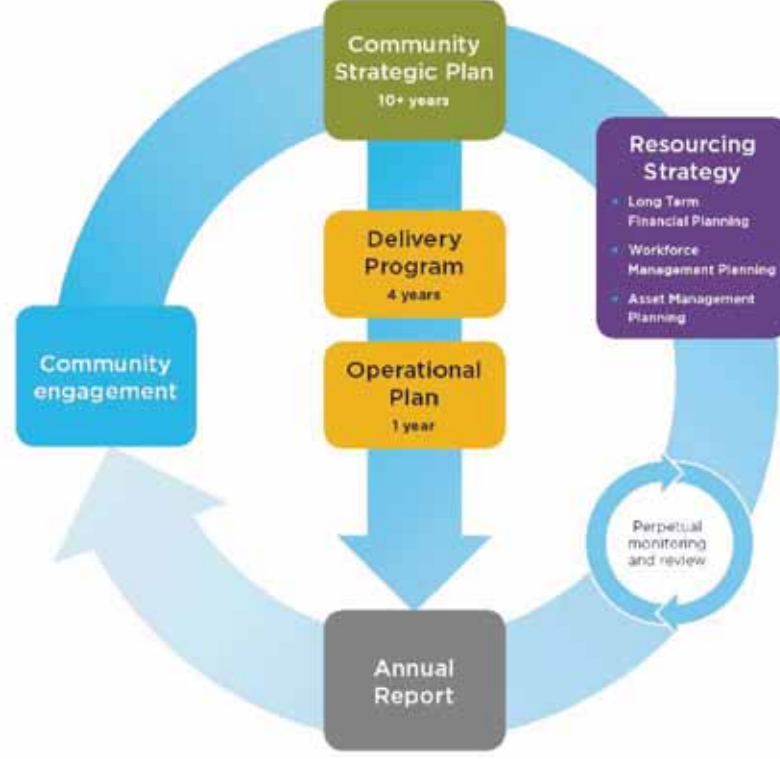 Community
Strategic Plan
10+ years
Resourcing
Strategy
Long Term
Financial Planning
Workforce
Management Planning
Asset Management
Planning
Delivery
Program
4 years
Community
engagement
Operational
Plan
1 year
Perpetual
monitoring
and review
Annual
Report